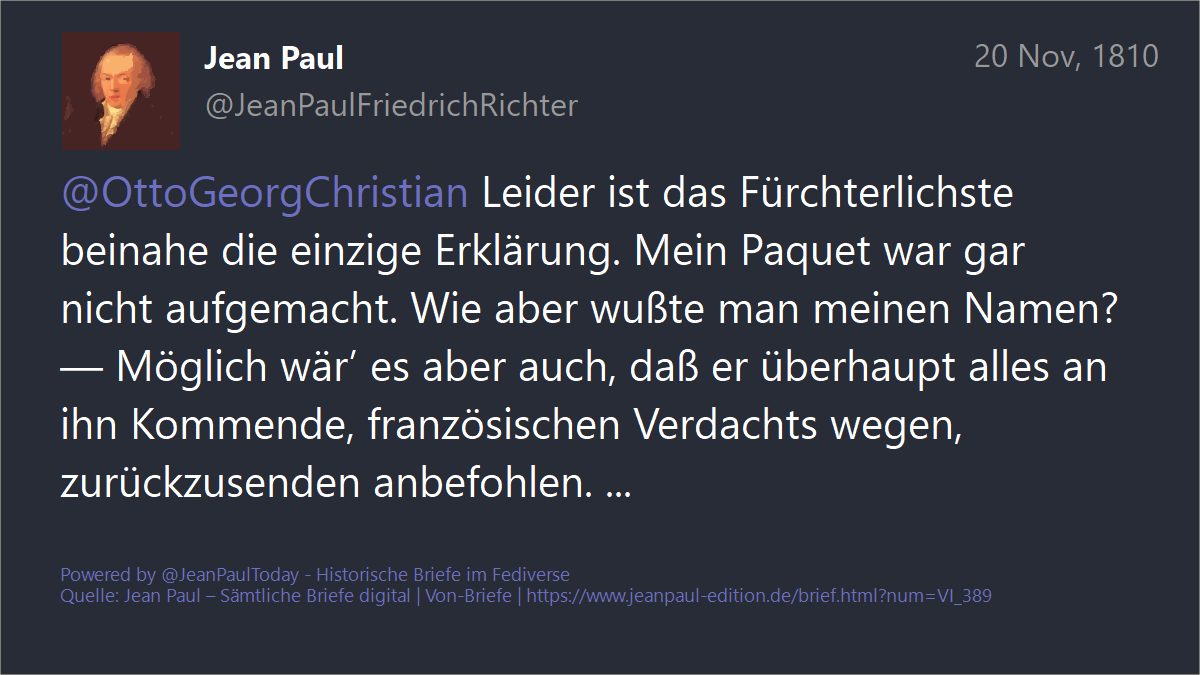 Jean Paul
20 Nov, 1810
@JeanPaulFriedrichRichter
@OttoGeorgChristian Leider ist das Fürchterlichste
beinahe die einzige Erklärung. Mein Paquet war gar
nicht aufgemacht. Wie aber wußte man meinen Namen?
— Möglich wär’ es aber auch, daß er überhaupt alles an
ihn Kommende, französischen Verdachts wegen,
zurückzusenden anbefohlen. ...
Powered by @JeanPaulToday - Historische Briefe im Fediverse
Quelle: Jean Paul – Sämtliche Briefe digital | Von-Briefe | https://www.jeanpaul-edition.de/brief.html?num=VI_389